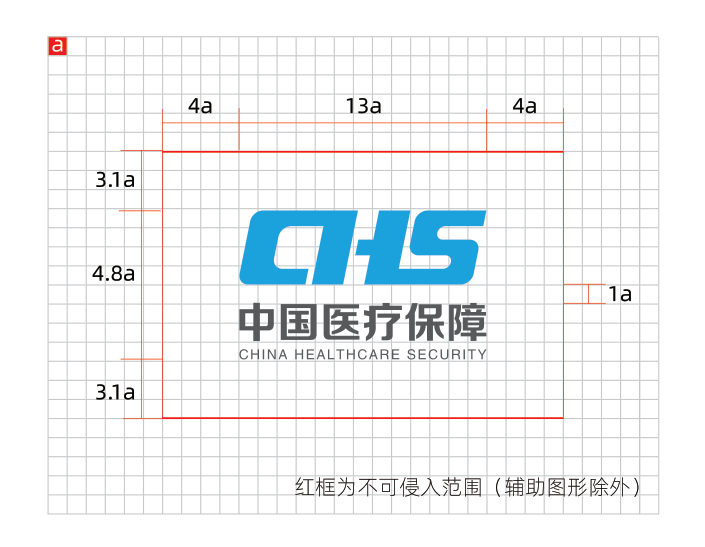 a
4a 13a 4a
3.1a
4.8a
1a
3.1a
CHS
中国医疗保障
CHINA HEALTHCARE SECURITY
红框为不可侵入范围（辅助图形除外）